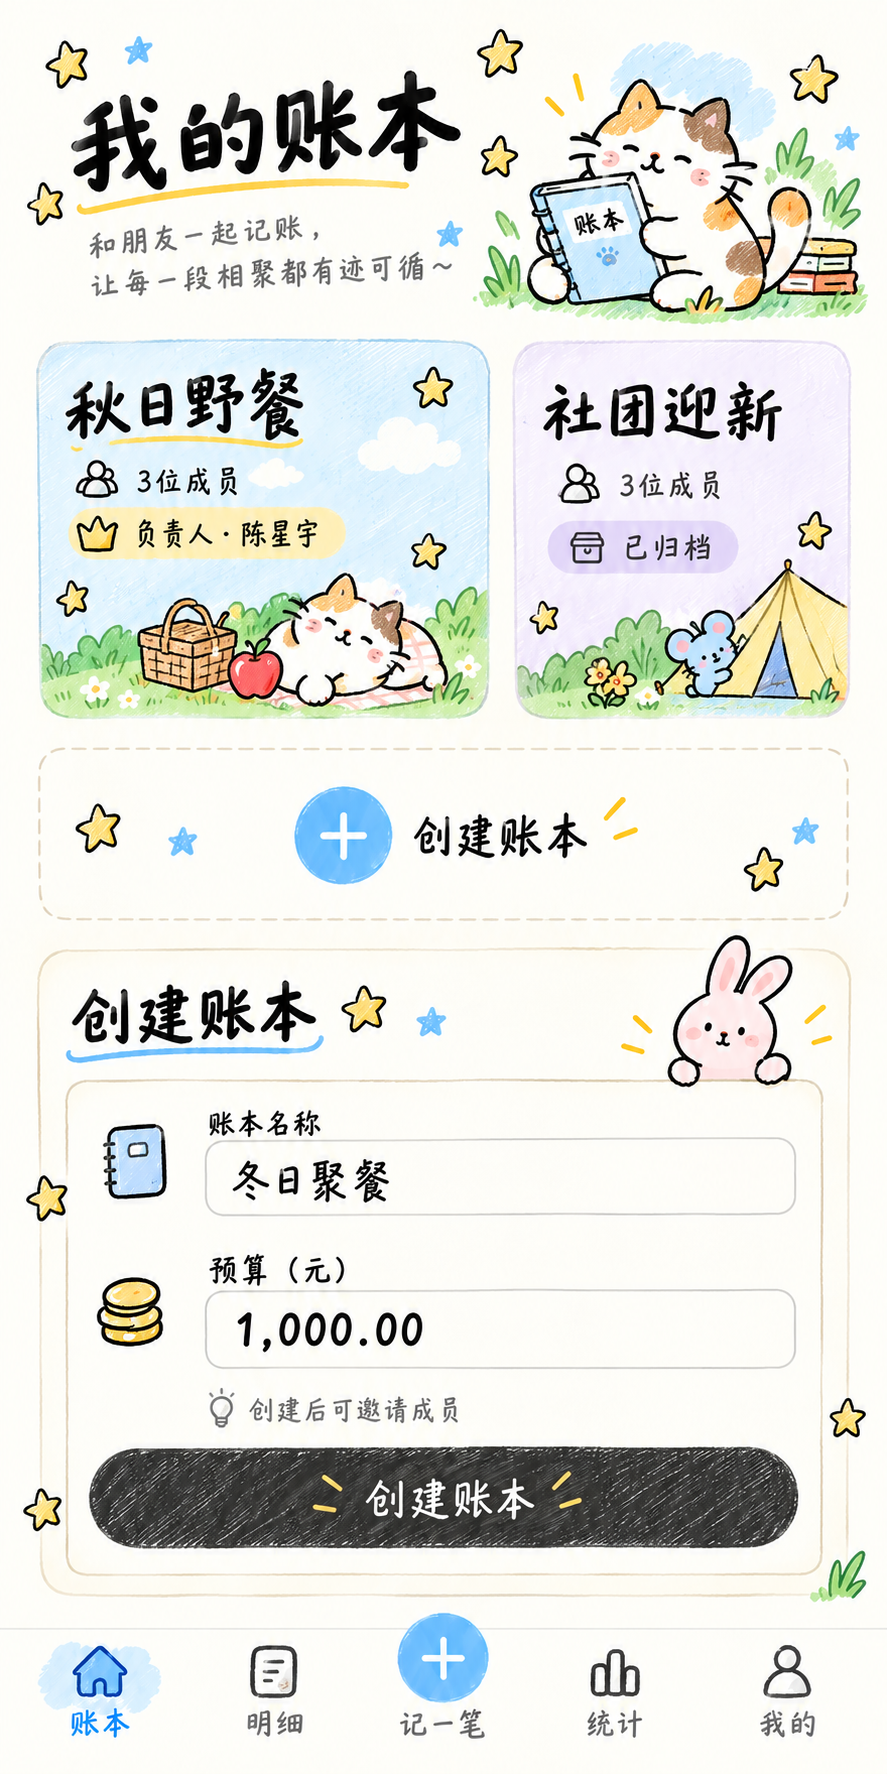 我的账本
和朋友一起记账，
让每一段相聚都有迹可循～
账本
秋日野餐
3位成员
负责人·陈星宇
社团迎新
3位成员
已归档
创建账本
创建账本
账本名称
冬日聚餐
预算（元）
1,000.00
创建后可邀请成员
创建账本
账本
明细
记一笔
统计
我的